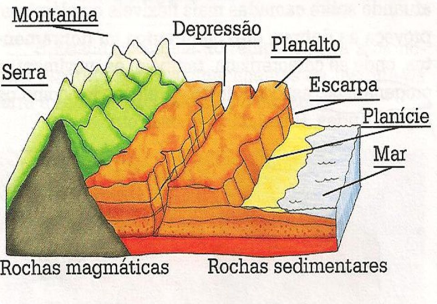 Montanha
Depressão
Planalto
Serra
Escarpa
Planície
Mar
Rochas magmáticas
Rochas sedimentares